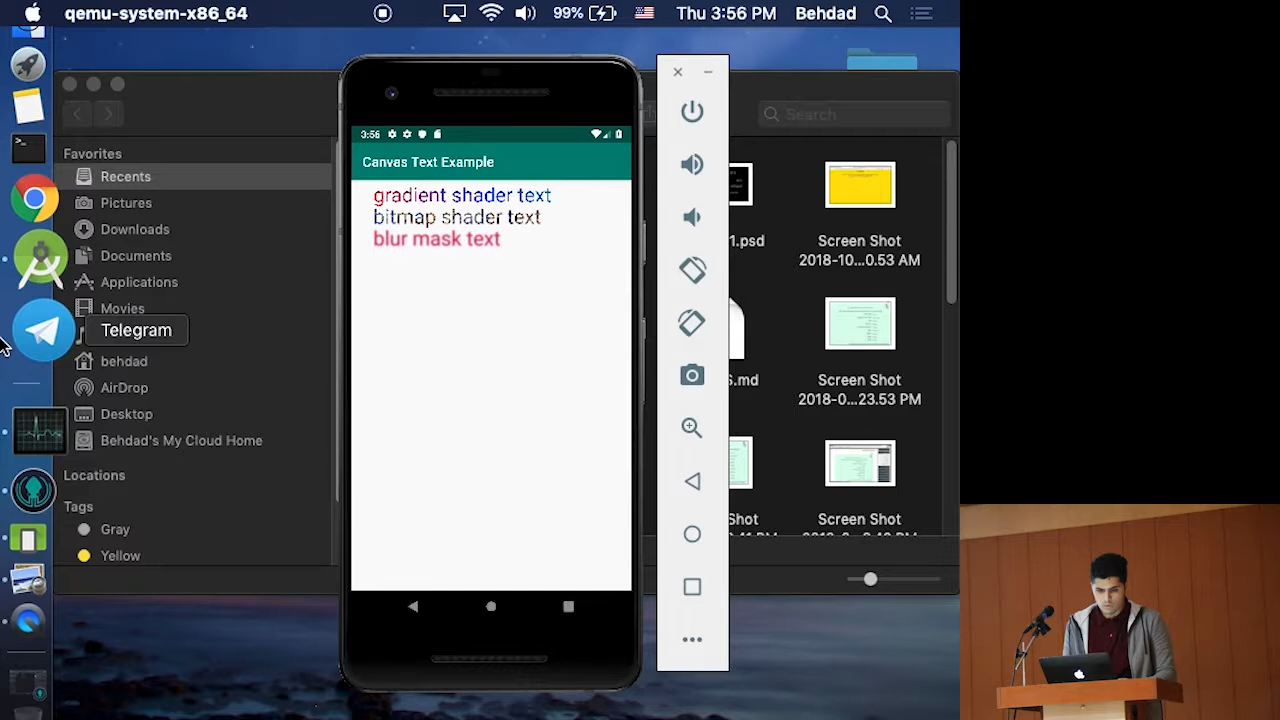 qemu-system-x86_64
99%
Thu 3:56 PM
Behdad
Search
Favorites
Recents
Pictures
Downloads
Documents
Applications
Movies
Telegram
behdad
AirDrop
Desktop
Behdad's My Cloud Home
Locations
Tags
Gray
Yellow
3:56
Canvas Text Example
gradient shader text
bitmap shader text
blur mask text
1.psd
Screen Shot
2018-10...0.53 AM
.md
Screen Shot
2018-0...23.53 PM
Shot
Screen Shot